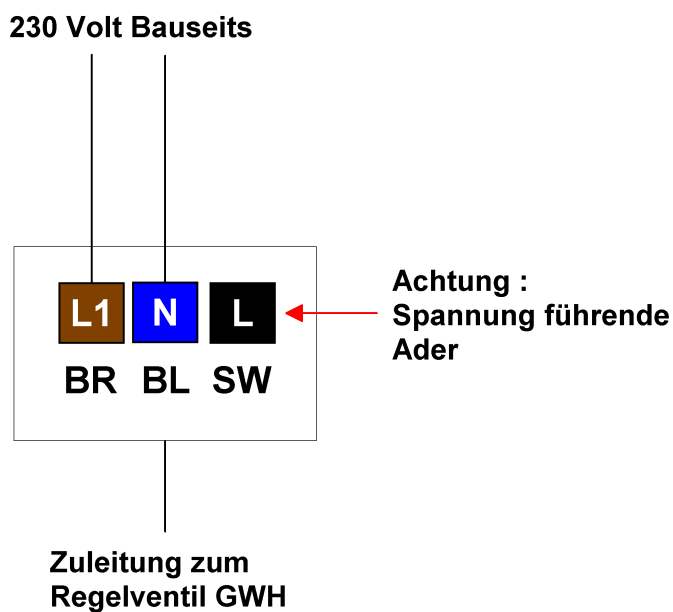 230 Volt Bauseits
L1 N L
BR BL SW
Achtung :
Spannung führende
Ader
Zuleitung zum
Regelventil GWH